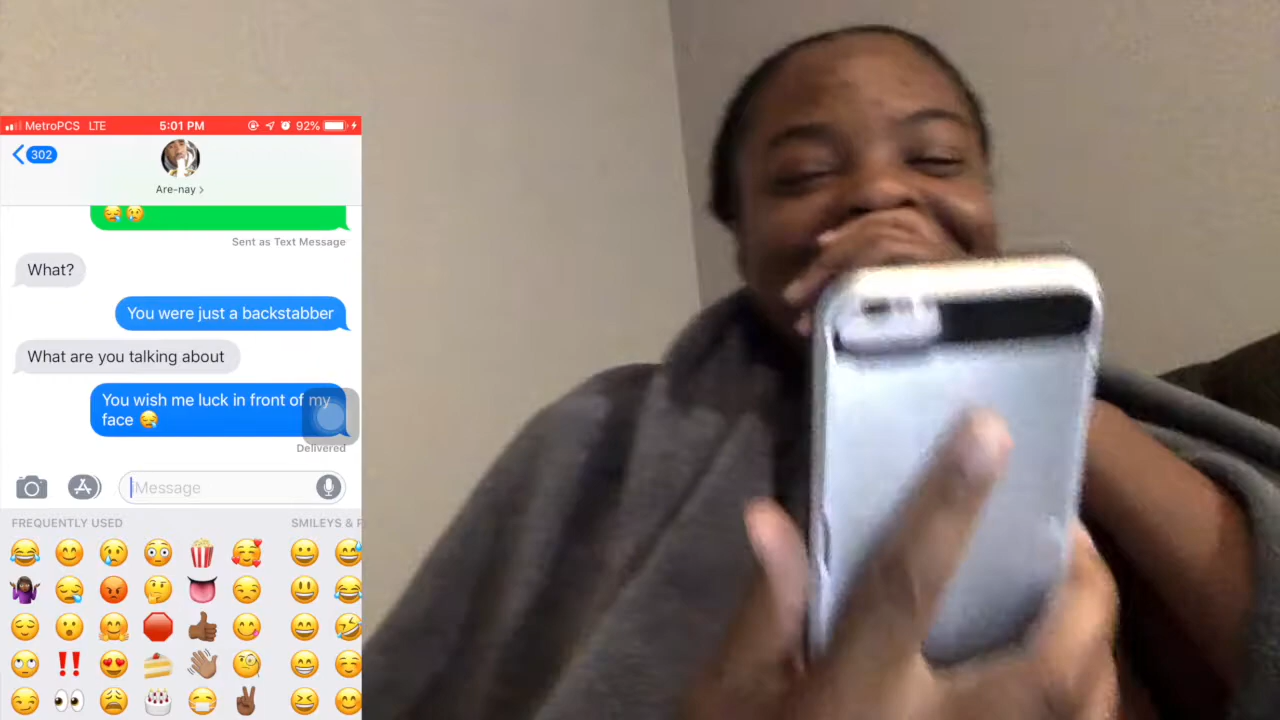 MetroPCS LTE 5:01 PM 92%
302
Are-nay >
Sent as Text Message
What?
You were just a backstabber
What are you talking about
You wish me luck in front of my
face
Delivered
iMessage
FREQUENTLY USED SMILEYS & P